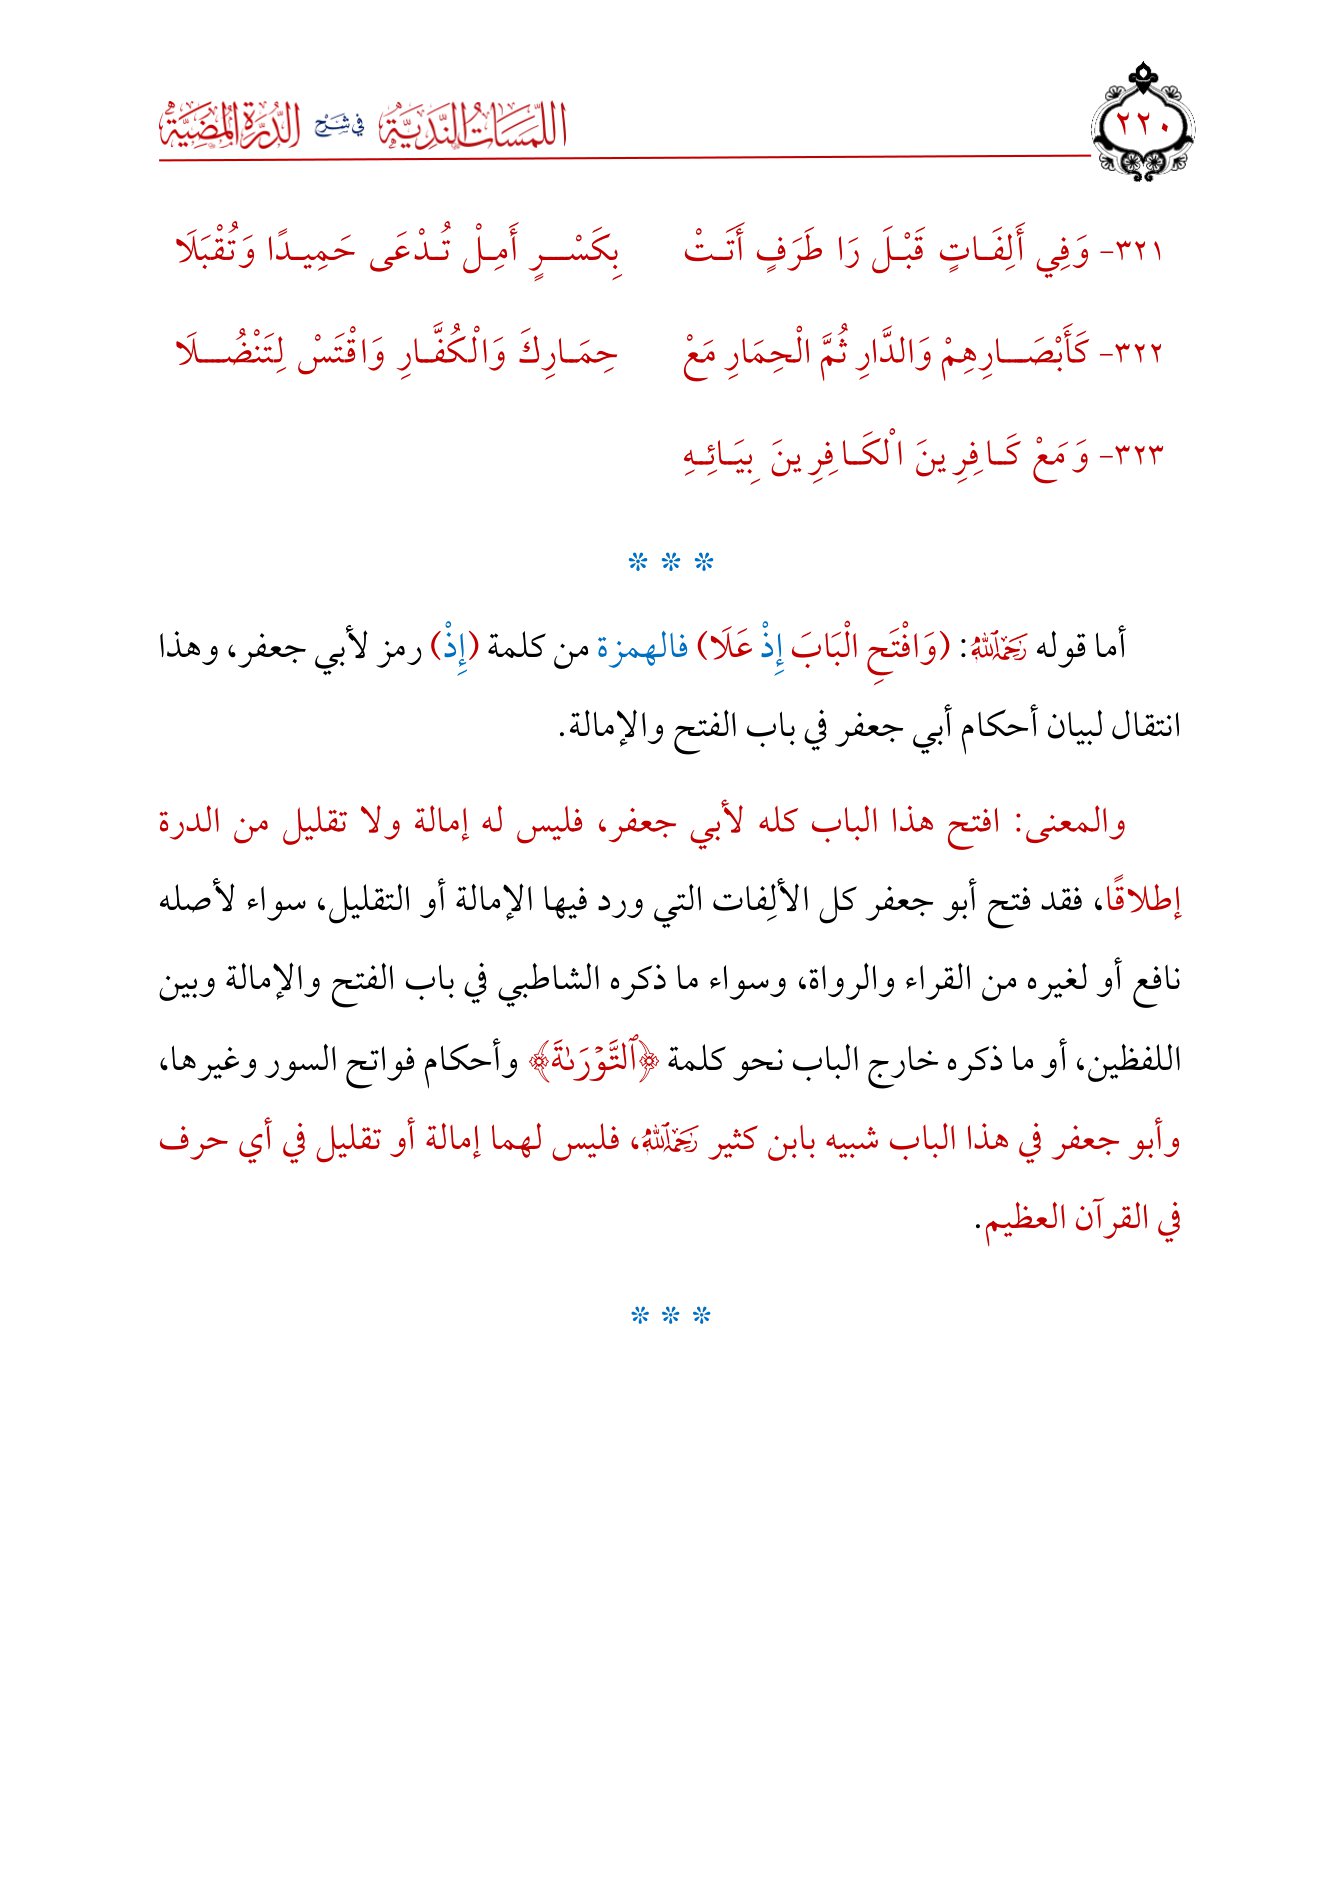 ٢٢٠
اللَّمَسَاتُ النَّدِيَّةُ فِي شَرْحِ الدُّرَّةِ الْمُضِيَّةِ
٣٢١- وَفِي أَلِفَاتٍ قَبْلَ رَا طَرَفٍ أَتَتْ بِكَسْرٍ أَمِلْ تُدْعَى حَمِيدًا وَتُقْبَلَا
٣٢٢- كَأَبْصَارِهِمْ وَالدَّارِ ثُمَّ الْحِمَارِ مَعْ حِمَارِكَ وَالْكُفَّارِ وَاقْتَسْ لِتَنْضُلَا
٣٢٣- وَمَعْ كَافِرِينَ الْكَافِرِينَ بِيَائِهِ
* * *
أما قوله رَحِمَهُ ٱللَّهُ: (وَافْتَحِ الْبَابَ إِذْ عَلَا) فالهمزة من كلمة (إِذْ) رمز لأبي جعفر، وهذا
انتقال لبيان أحكام أبي جعفر في باب الفتح والإمالة.
والمعنى: افتح هذا الباب كله لأبي جعفر، فليس له إمالة ولا تقليل من الدرة
إطلاقًا، فقد فتح أبو جعفر كل الألِفات التي ورد فيها الإمالة أو التقليل، سواء لأصله
نافع أو لغيره من القراء والرواة، وسواء ما ذكره الشاطبي في باب الفتح والإمالة وبين
اللفظين، أو ما ذكره خارج الباب نحو كلمة ﴿ٱلتَّوْرَىٰةَ﴾ وأحكام فواتح السور وغيرها،
وأبو جعفر في هذا الباب شبيه بابن كثير رَحِمَهُ ٱللَّهُ، فليس لهما إمالة أو تقليل في أي حرف
في القرآن العظيم.
* * *